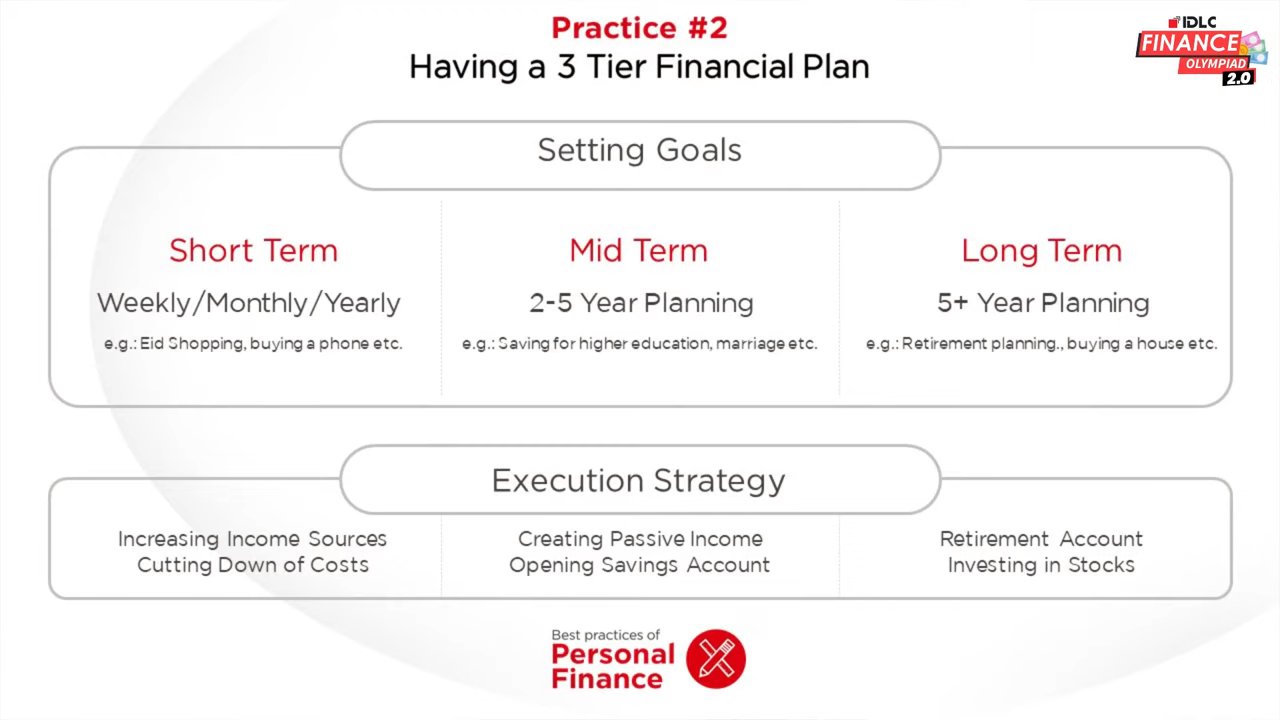 Practice #2
Having a 3 Tier Financial Plan
IDLC
FINANCE
OLYMPIAD
2.0
Setting Goals
Short Term
Weekly/Monthly/Yearly
e.g.: Eid Shopping, buying a phone etc.
Mid Term
2-5 Year Planning
e.g.: Saving for higher education, marriage etc.
Long Term
5+ Year Planning
e.g.: Retirement planning., buying a house etc.
Execution Strategy
Increasing Income Sources
Cutting Down of Costs
Creating Passive Income
Opening Savings Account
Retirement Account
Investing in Stocks
Best practices of
Personal
Finance